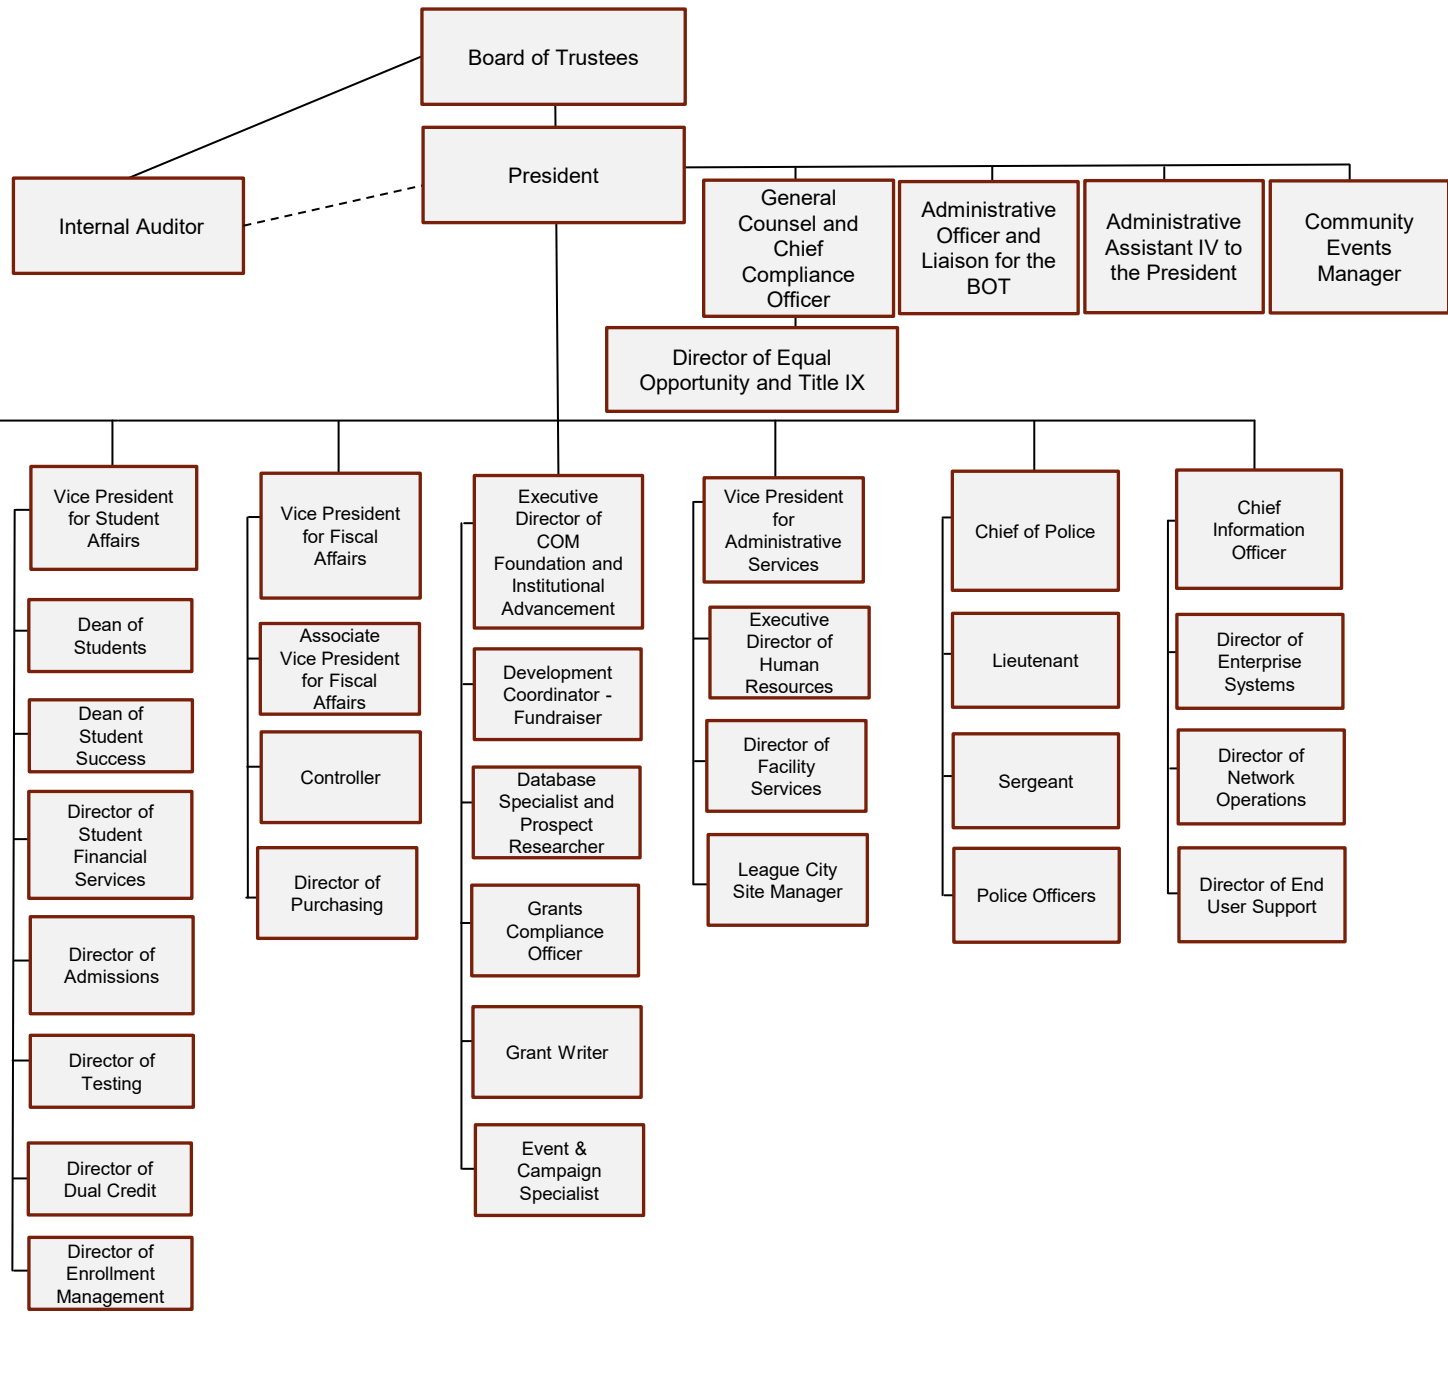 Board of Trustees
President
Internal Auditor
General
Counsel and
Chief
Compliance
Officer
Administrative
Officer and
Liaison for the
BOT
Administrative
Assistant IV to
the President
Community
Events
Manager
Director of Equal
Opportunity and Title IX
Vice President
for Student
Affairs
Dean of
Students
Dean of
Student
Success
Director of
Student
Financial
Services
Director of
Admissions
Director of
Testing
Director of
Dual Credit
Director of
Enrollment
Management
Vice President
for Fiscal
Affairs
Associate
Vice President
for Fiscal
Affairs
Controller
Director of
Purchasing
Executive
Director of
COM
Foundation and
Institutional
Advancement
Development
Coordinator -
Fundraiser
Database
Specialist and
Prospect
Researcher
Grants
Compliance
Officer
Grant Writer
Event &
Campaign
Specialist
Vice President
for
Administrative
Services
Executive
Director of
Human
Resources
Director of
Facility
Services
League City
Site Manager
Chief of Police
Lieutenant
Sergeant
Police Officers
Chief
Information
Officer
Director of
Enterprise
Systems
Director of
Network
Operations
Director of End
User Support